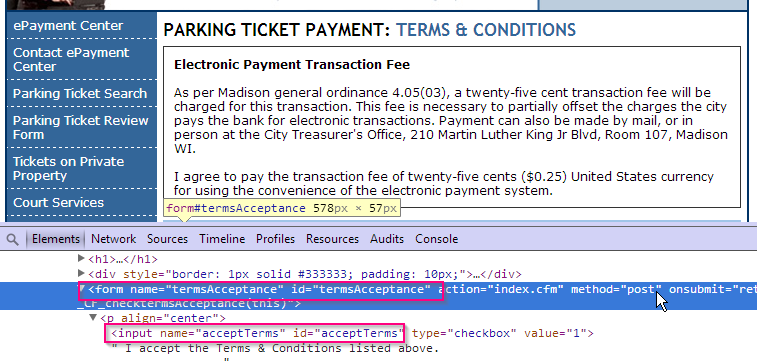 ePayment Center
Contact ePayment
Center
Parking Ticket Search
Parking Ticket Review
Form
Tickets on Private
Property
Court Services
PARKING TICKET PAYMENT: TERMS & CONDITIONS
Electronic Payment Transaction Fee
As per Madison general ordinance 4.05(03), a twenty-five cent transaction fee will
be charged for this transaction. This fee is necessary to partially offset the charges the city
pays the bank for electronic transactions. Payment can also be made by mail, or in
person at the City Treasurer's Office, 210 Martin Luther King Jr Blvd, Room 107, Madison
WI.
I agree to pay the transaction fee of twenty-five cents ($0.25) United States currency
for using the convenience of the electronic payment system.
form#termsAcceptance 578px × 57px
Elements Network Sources Timeline Profiles Resources Audits Console
<h1>…</h1>
<div style="border: 1px solid #333333; padding: 10px;">…</div>
<form name="termsAcceptance" id="termsAcceptance" action="index.cfm" method="post" onsubmit="ret
_CF_checktermsAcceptance(this)">
<p align="center">
<input name="acceptTerms" id="acceptTerms" type="checkbox" value="1">
" I accept the Terms & Conditions listed above.
"